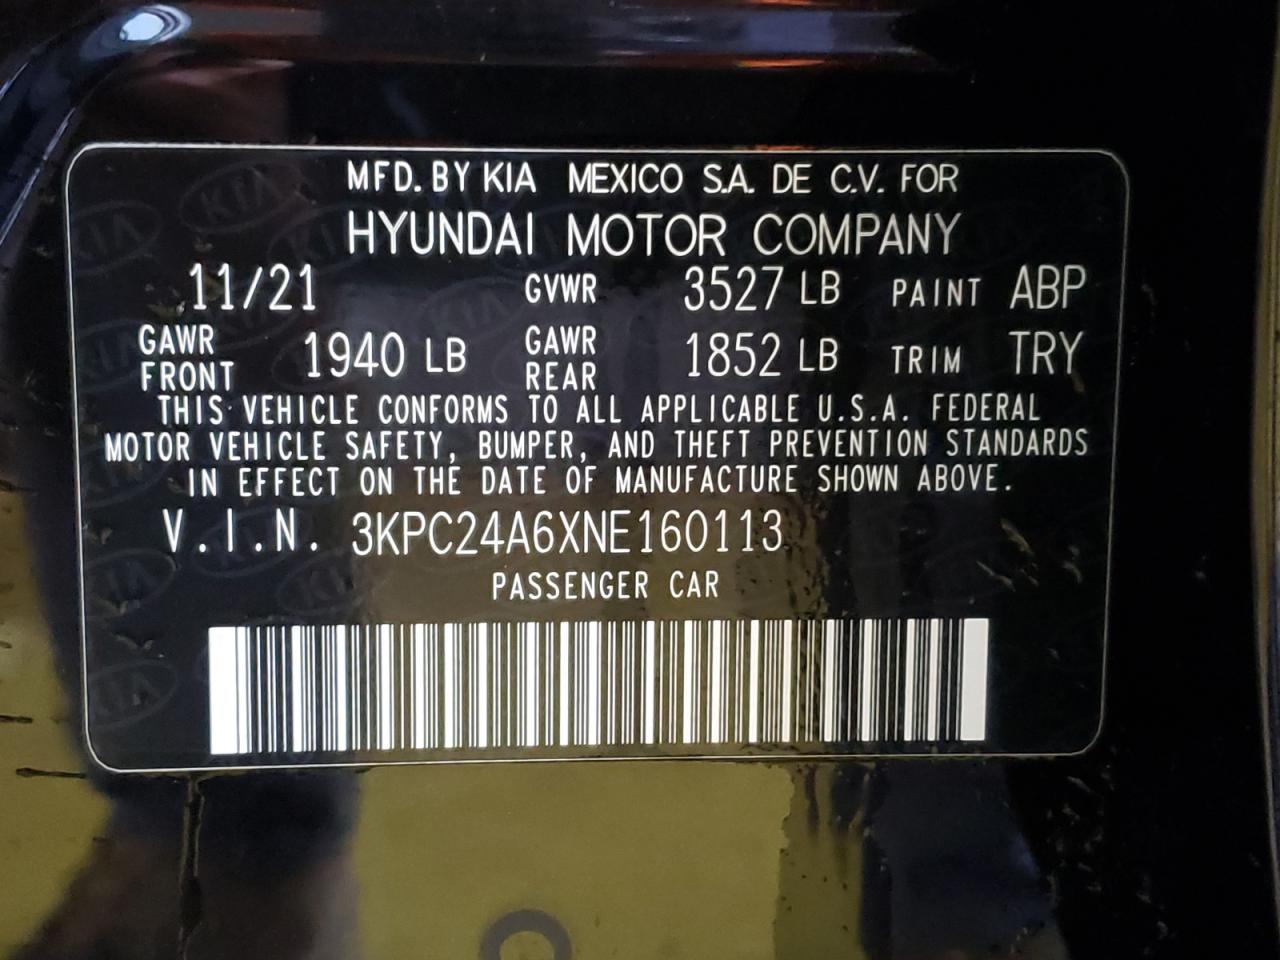 MFD. BY KIA MEXICO S.A. DE C.V. FOR
HYUNDAI MOTOR COMPANY
11/21 GVWR 3527 LB PAINT ABP
GAWR FRONT 1940 LB GAWR REAR 1852 LB TRIM TRY
THIS VEHICLE CONFORMS TO ALL APPLICABLE U.S.A. FEDERAL
MOTOR VEHICLE SAFETY, BUMPER, AND THEFT PREVENTION STANDARDS
IN EFFECT ON THE DATE OF MANUFACTURE SHOWN ABOVE.
V.I.N. 3KPC24A6XNE160113
PASSENGER CAR